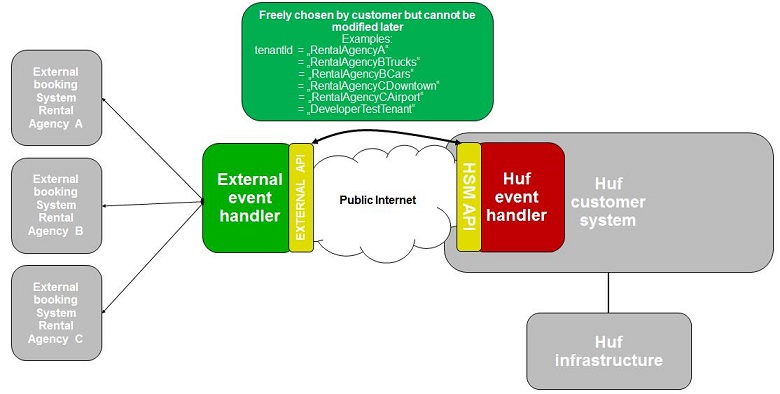 Freely chosen by customer but cannot be
modified later
Examples:
tenantId = „RentalAgencyA“
= „RentalAgencyBTrucks“
= „RentalAgencyBCars“
= „RentalAgencyCDowntown“
= „RentalAgencyCAirport“
= „DeveloperTestTenant“
External
booking
System
Rental
Agency A
External
booking
System
Rental
Agency B
External
booking
System
Rental
Agency C
External
event
handler
EXTERNAL API
Public Internet
HSM API
Huf
event
handler
Huf
customer
system
Huf
infrastructure